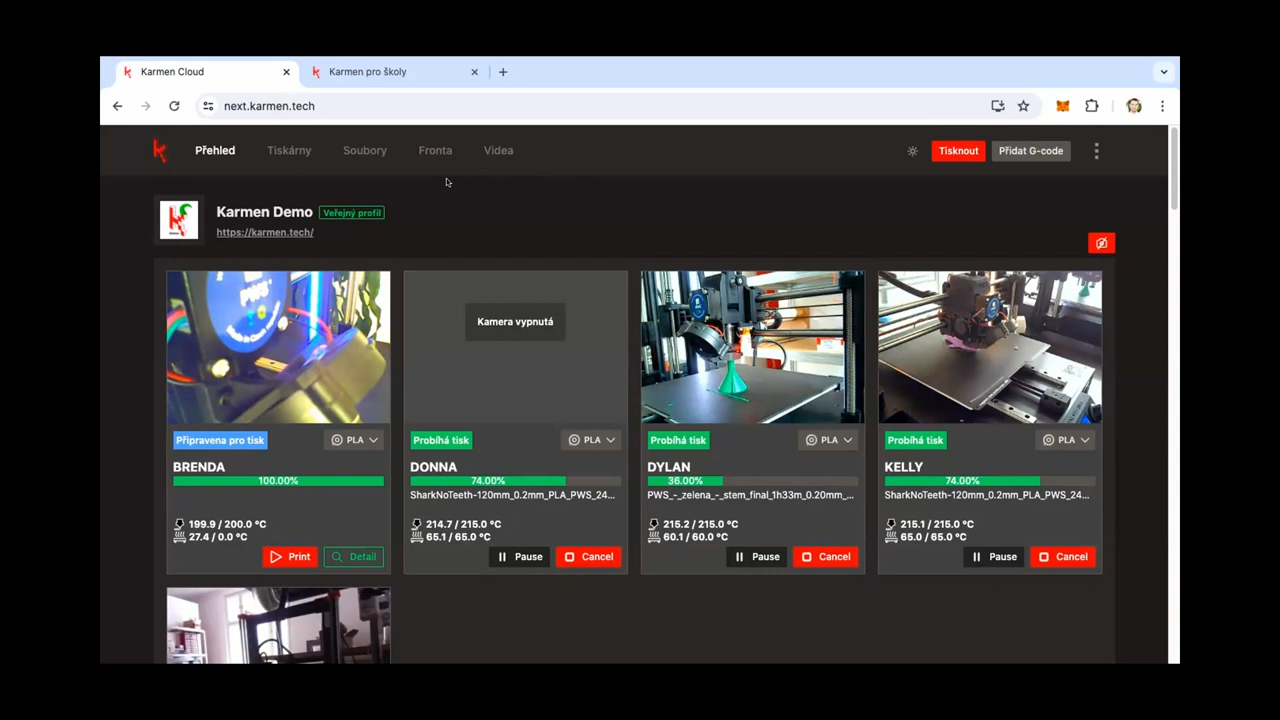 Karmen Cloud
Karmen pro školy
next.karmen.tech
Přehled
Tiskárny
Soubory
Fronta
Videa
Tisknout
Přidat G-code
Karmen Demo
Veřejný profil
https://karmen.tech/
Kamera vypnutá
Připravena pro tisk
PLA
BRENDA
100.00%
199.9 / 200.0 °C
27.4 / 0.0 °C
Print
Detail
Probíhá tisk
PLA
DONNA
74.00%
SharkNoTeeth-120mm_0.2mm_PLA_PWS_24...
214.7 / 215.0 °C
65.1 / 65.0 °C
Pause
Cancel
Probíhá tisk
PLA
DYLAN
36.00%
PWS_-_zelena_-_stem_final_1h33m_0.20mm_...
215.2 / 215.0 °C
60.1 / 60.0 °C
Pause
Cancel
Probíhá tisk
PLA
KELLY
74.00%
SharkNoTeeth-120mm_0.2mm_PLA_PWS_24...
215.1 / 215.0 °C
65.0 / 65.0 °C
Pause
Cancel